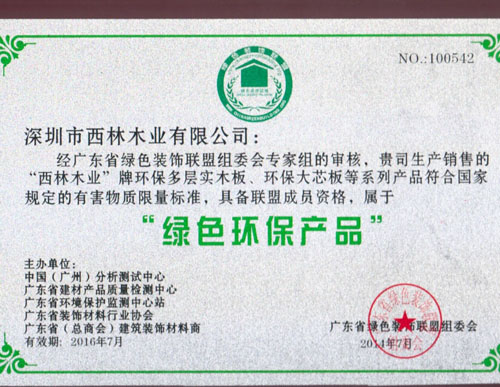 NO.:100542
深圳市西林木业有限公司：
经广东省绿色装饰联盟组委会专家组的审核，贵司生产销售的
“西林木业”牌环保多层实木板、环保大芯板等系列产品符合国家
规定的有害物质限量标准，具备联盟成员资格，属于
“绿色环保产品”
主办单位：
中国（广州）分析测试中心
广东省建材产品质量检测中心
广东省环境保护监测中心站
广东省装饰材料行业协会
广东省（总商会）建筑装饰材料商
有效期：2016年7月
广东省绿色装饰联盟组委会
2014年7月